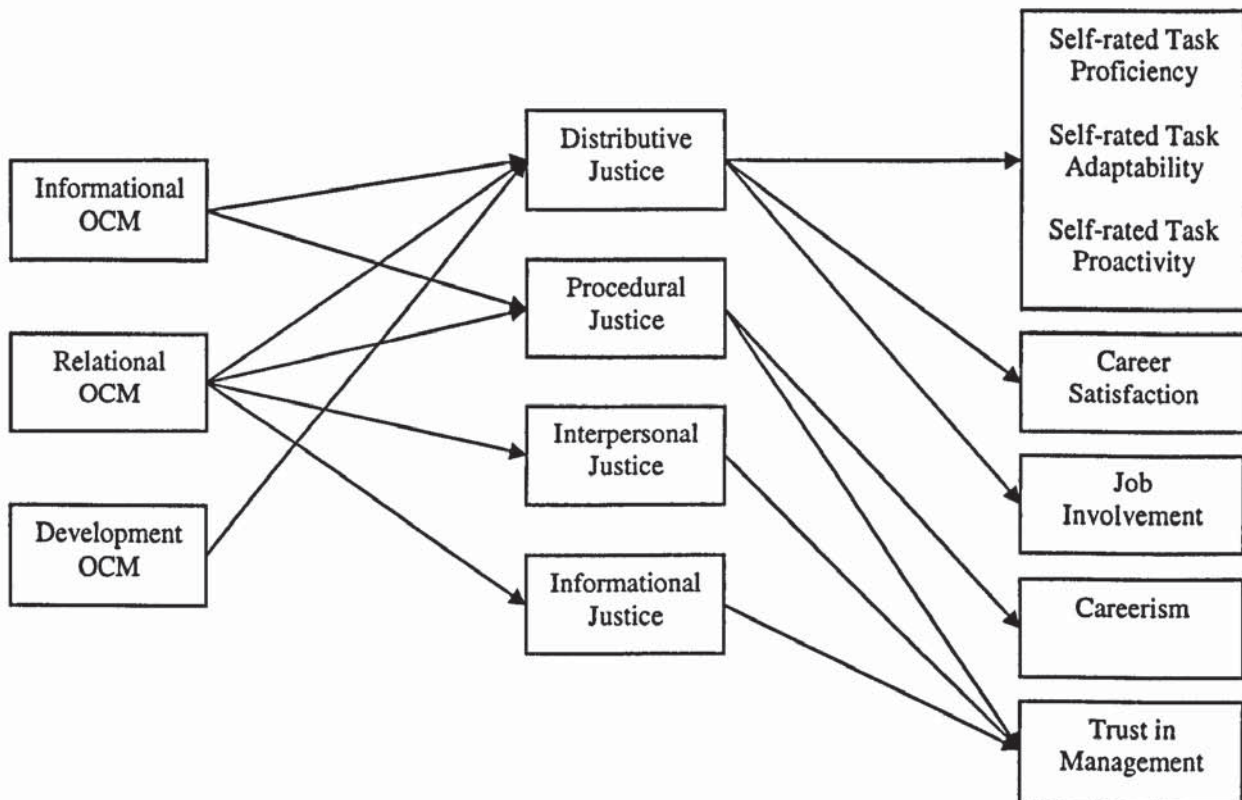 Informational
OCM
Relational
OCM
Development
OCM
Distributive
Justice
Procedural
Justice
Interpersonal
Justice
Informational
Justice
Self-rated Task
Proficiency
Self-rated Task
Adaptability
Self-rated Task
Proactivity
Career
Satisfaction
Job
Involvement
Careerism
Trust in
Management